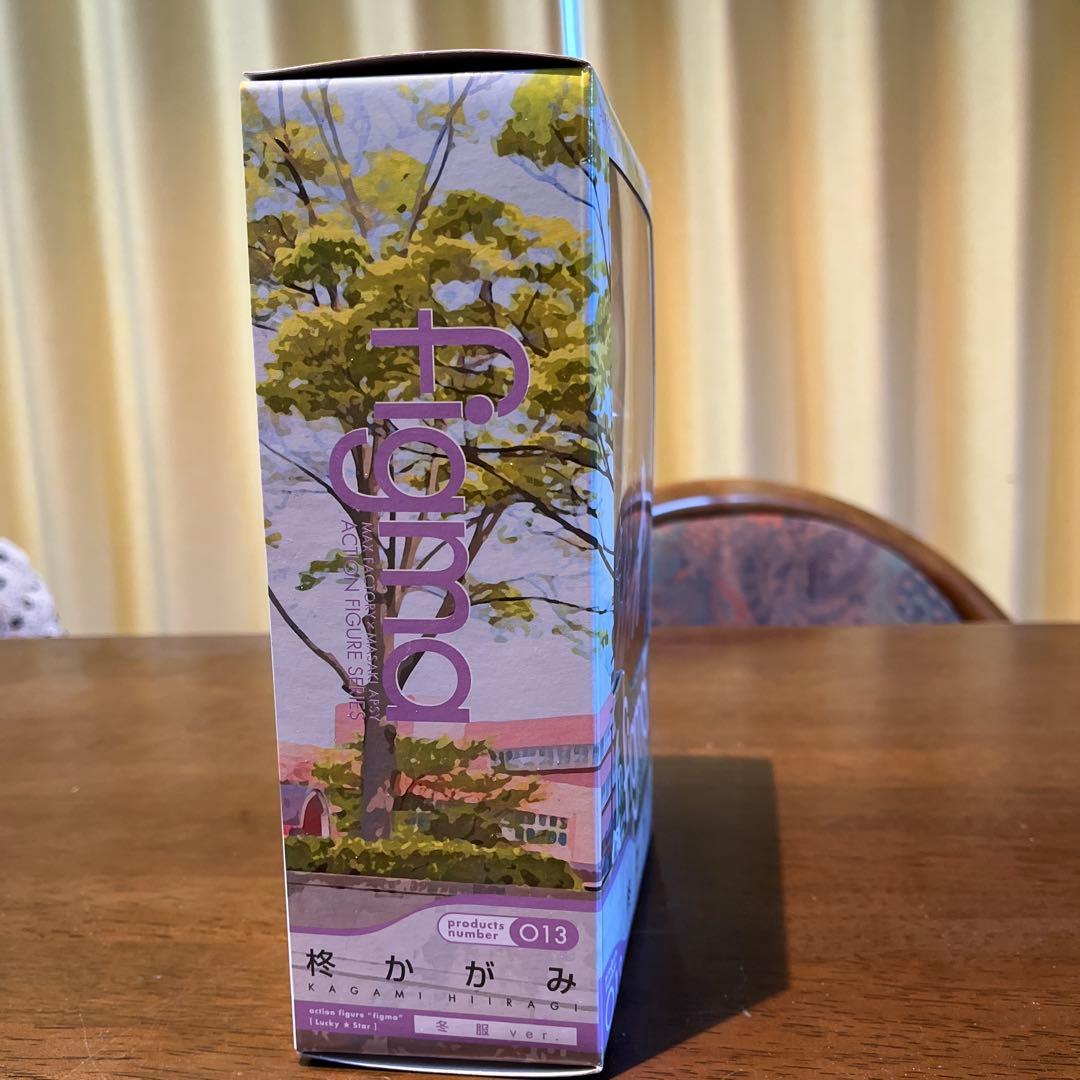 figma
MAX FACTORY × MASAKI APSY
ACTION FIGURE SERIES
products
number 013
柊かがみ
KAGAMI HIIRAGI
action figure "figma"
[ Lucky ★ Star ]
冬服 ver.